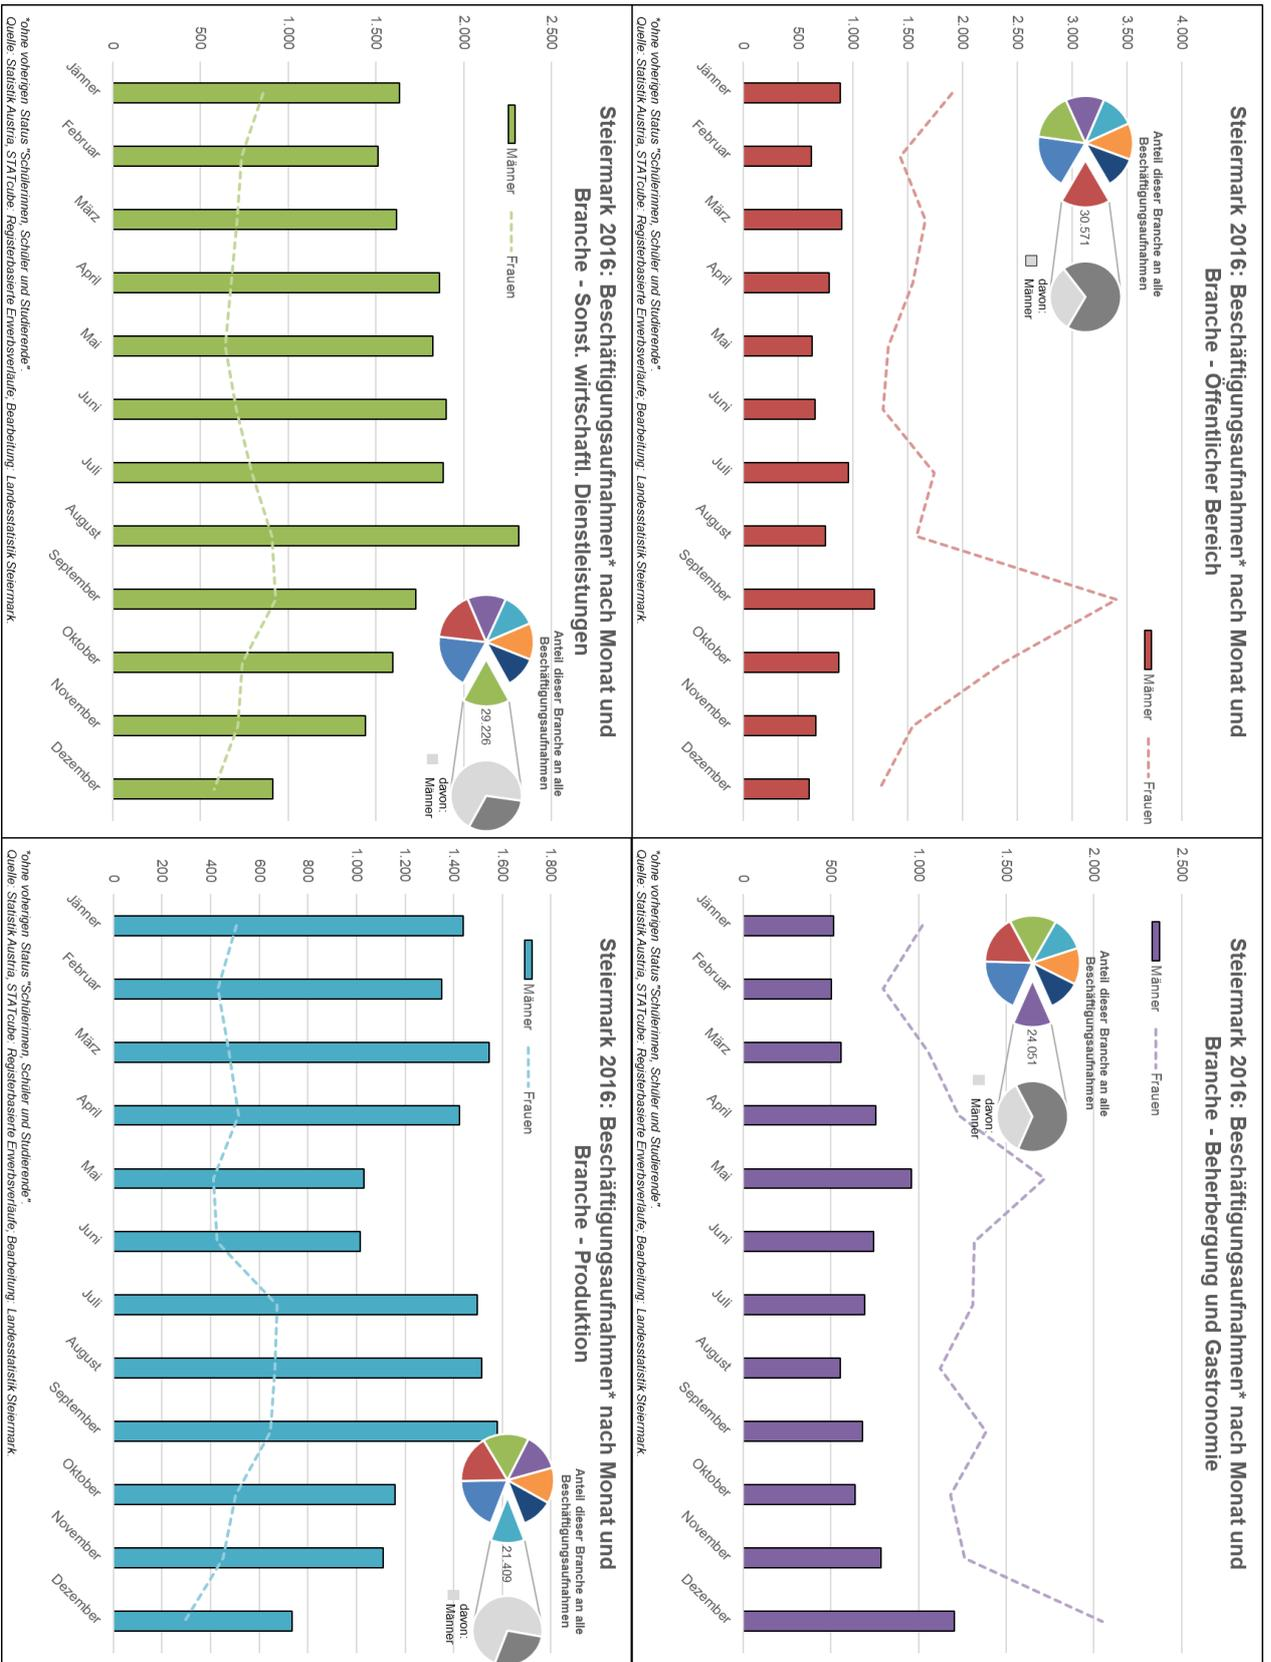 Steiermark 2016: Beschäftigungsaufnahmen* nach Monat und
Branche - Öffentlicher Bereich
Männer
Frauen
Anteil dieser Branche an alle
Beschäftigungsaufnahmen
30.571
davon:
Männer
4.000
3.500
3.000
2.500
2.000
1.500
1.000
500
0
Jänner
Februar
März
April
Mai
Juni
Juli
August
September
Oktober
November
Dezember
*ohne voherigen Status "Schülerinnen, Schüler und Studierende".
Quelle: Statistik Austria, STATcube: Registerbasierte Erwerbsverläufe; Bearbeitung: Landesstatistik Steiermark.
Steiermark 2016: Beschäftigungsaufnahmen* nach Monat und
Branche - Beherbergung und Gastronomie
Männer
Frauen
Anteil dieser Branche an alle
Beschäftigungsaufnahmen
24.051
davon:
Männer
2.500
2.000
1.500
1.000
500
0
Jänner
Februar
März
April
Mai
Juni
Juli
August
September
Oktober
November
Dezember
*ohne vorherigen Status "Schülerinnen, Schüler und Studierende".
Quelle: Statistik Austria, STATcube: Registerbasierte Erwerbsverläufe; Bearbeitung: Landesstatistik Steiermark.
Steiermark 2016: Beschäftigungsaufnahmen* nach Monat und
Branche - Sonst. wirtschaftl. Dienstleistungen
Männer
Frauen
Anteil dieser Branche an alle
Beschäftigungsaufnahmen
29.226
davon:
Männer
2.500
2.000
1.500
1.000
500
0
Jänner
Februar
März
April
Mai
Juni
Juli
August
September
Oktober
November
Dezember
*ohne voherigen Status "Schülerinnen, Schüler und Studierende".
Quelle: Statistik Austria, STATcube: Registerbasierte Erwerbsverläufe; Bearbeitung: Landesstatistik Steiermark.
Steiermark 2016: Beschäftigungsaufnahmen* nach Monat und
Branche - Produktion
Männer
Frauen
Anteil dieser Branche an alle
Beschäftigungsaufnahmen
21.409
davon:
Männer
1.800
1.600
1.400
1.200
1.000
800
600
400
200
0
Jänner
Februar
März
April
Mai
Juni
Juli
August
September
Oktober
November
Dezember
*ohne voherigen Status "Schülerinnen, Schüler und Studierende".
Quelle: Statistik Austria, STATcube: Registerbasierte Erwerbsverläufe; Bearbeitung: Landesstatistik Steiermark.